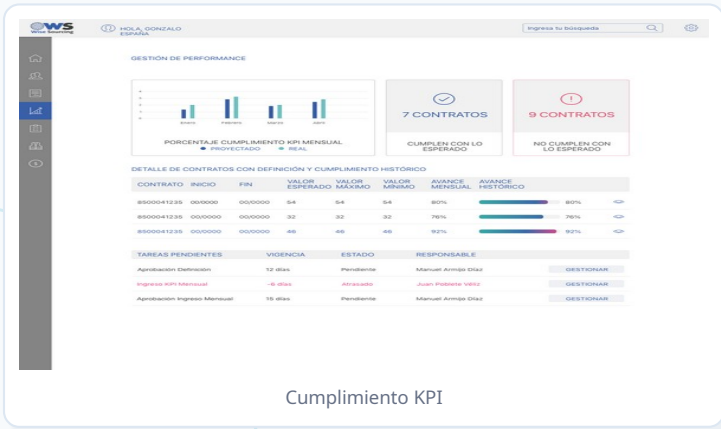 OWS
Wise Sourcing
HOLA, GONZALO
ESPAÑA
Ingresa tu búsqueda
GESTIÓN DE PERFORMANCE
PORCENTAJE CUMPLIMIENTO KPI MENSUAL
PROYECTADO REAL
7 CONTRATOS
CUMPLEN CON LO
ESPERADO
9 CONTRATOS
NO CUMPLEN CON
LO ESPERADO
DETALLE DE CONTRATOS CON DEFINICIÓN Y CUMPLIMIENTO HISTÓRICO
CONTRATO INICIO FIN VALOR ESPERADO VALOR MÁXIMO VALOR MÍNIMO AVANCE MENSUAL AVANCE HISTÓRICO
8500041235 00/0000 00/0000 54 54 54 80% 80%
8500041235 00/0000 00/0000 32 32 32 76% 76%
8500041235 00/0000 00/0000 46 46 46 92% 92%
TAREAS PENDIENTES VIGENCIA ESTADO RESPONSABLE
Aprobación Definición 12 días Pendiente Manuel Armijo Díaz GESTIONAR
Ingreso KPI Mensual -6 días Atrasado Juan Poblete Véliz GESTIONAR
Aprobación Ingreso Mensual 15 días Pendiente Manuel Armijo Díaz GESTIONAR
Cumplimiento KPI